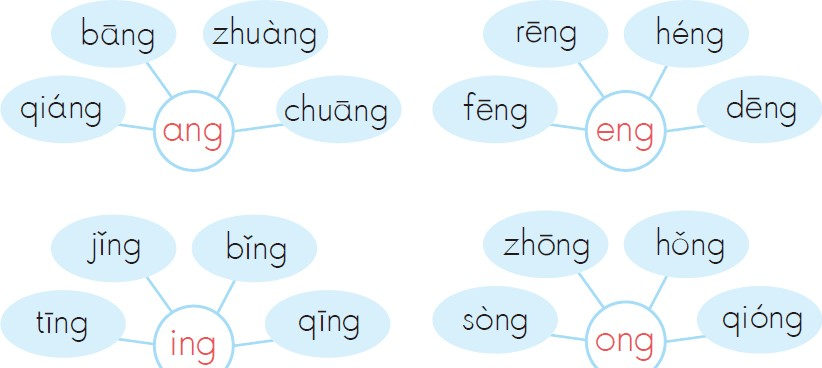 bāng zhuàng
qiáng chuāng
ang
rēng héng
fēng dēng
eng
jǐng bǐng
tīng qīng
ing
zhōng hǒng
sòng qióng
ong